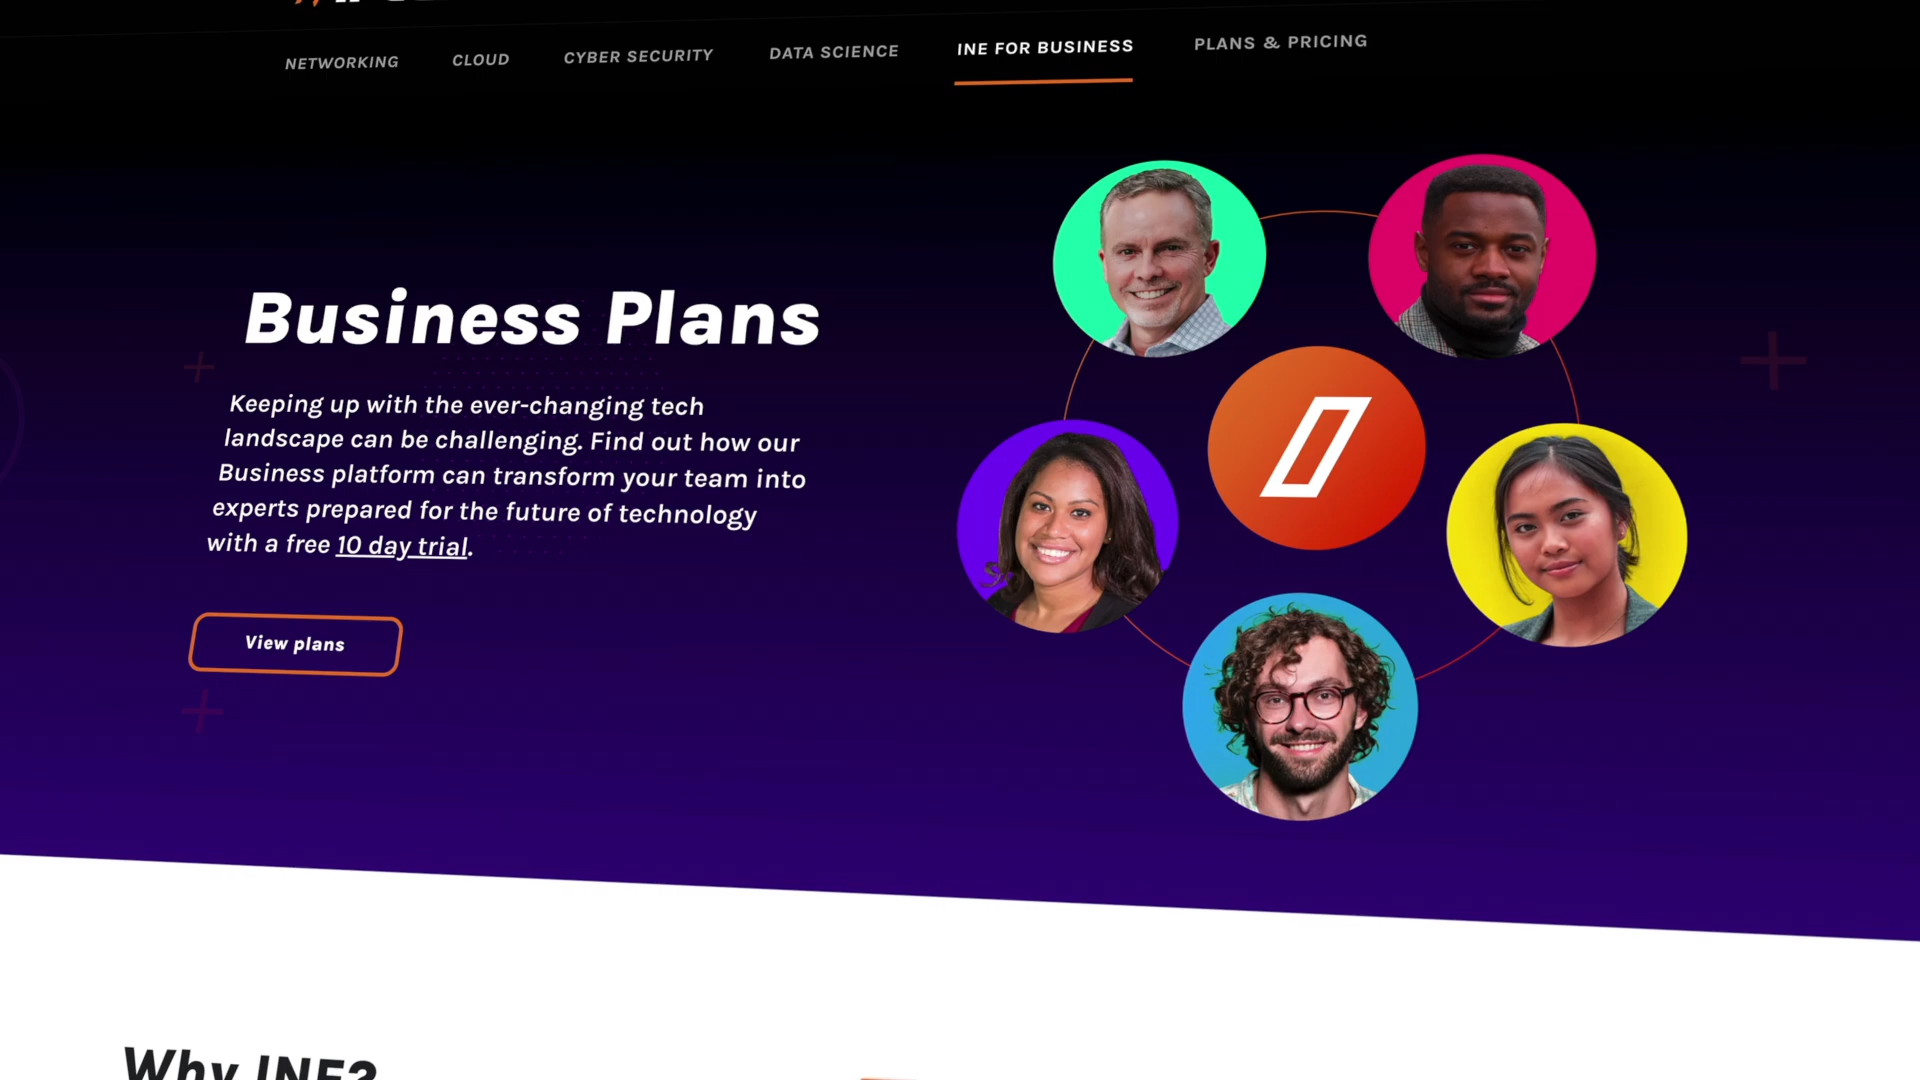 NETWORKING CLOUD CYBER SECURITY DATA SCIENCE INE FOR BUSINESS PLANS & PRICING
Business Plans
Keeping up with the ever-changing tech
landscape can be challenging. Find out how our
Business platform can transform your team into
experts prepared for the future of technology
with a free 10 day trial.
View plans
Why INE?